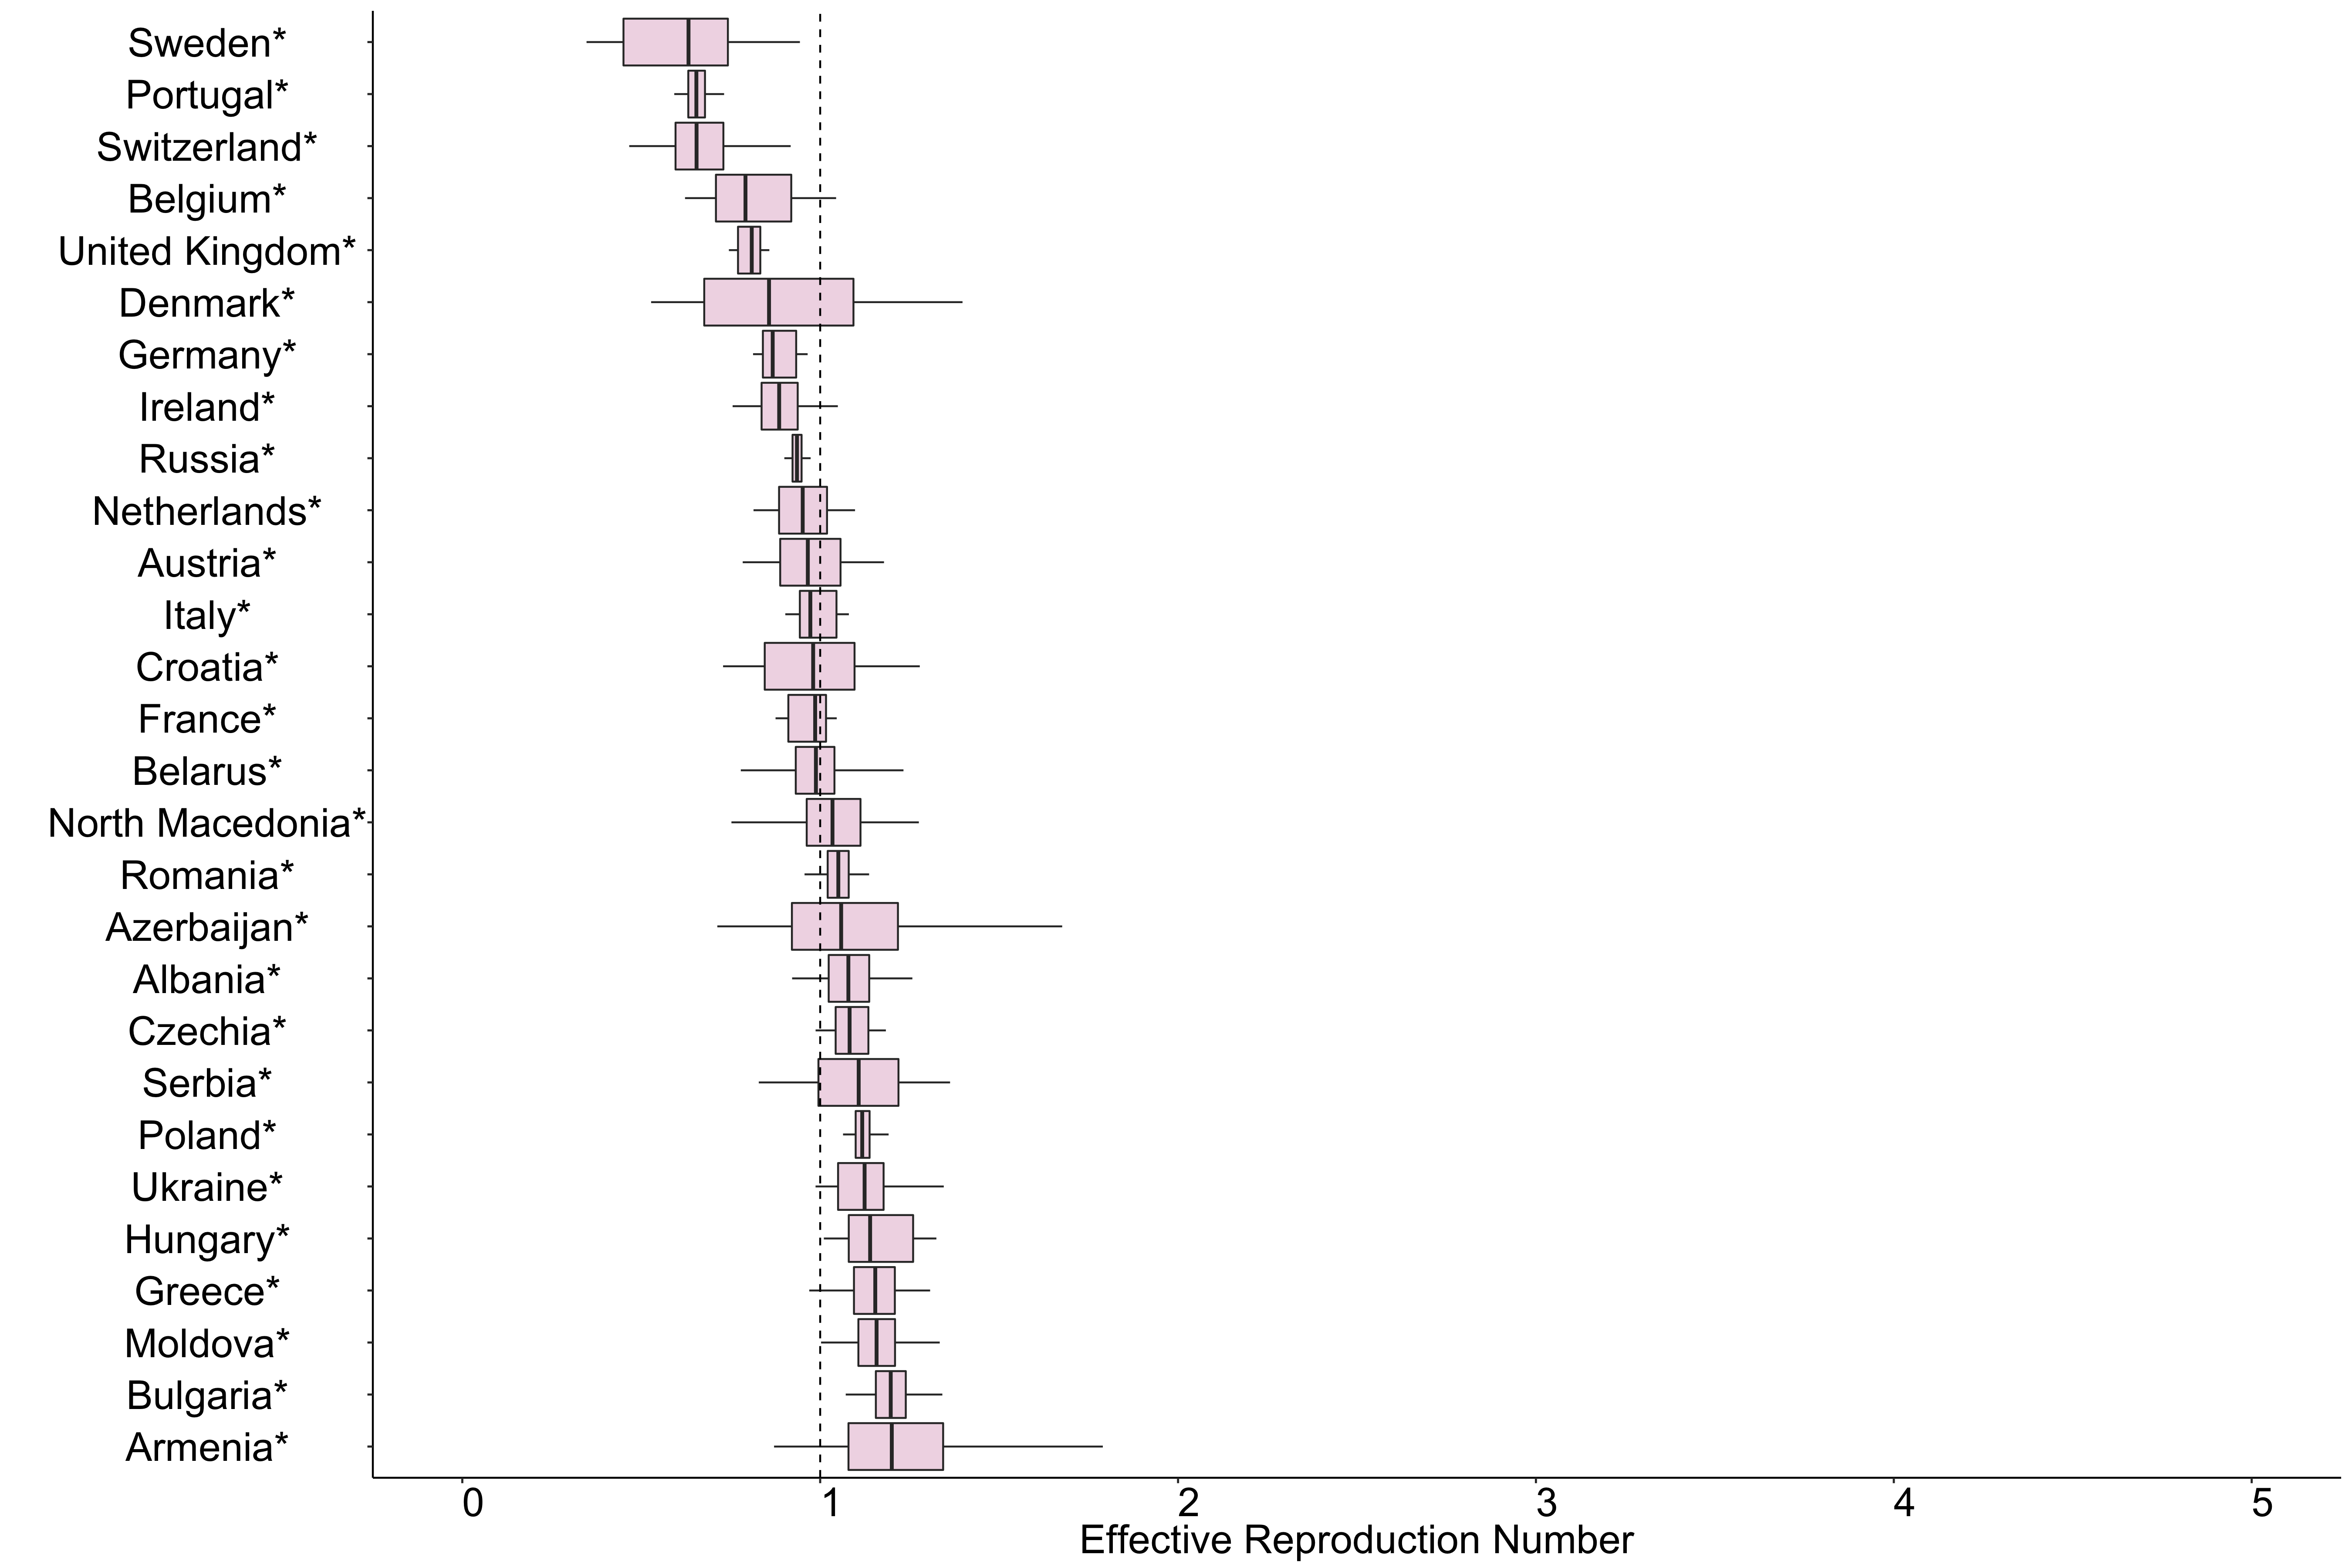 Sweden*
Portugal*
Switzerland*
Belgium*
United Kingdom*
Denmark*
Germany*
Ireland*
Russia*
Netherlands*
Austria*
Italy*
Croatia*
France*
Belarus*
North Macedonia*
Romania*
Azerbaijan*
Albania*
Czechia*
Serbia*
Poland*
Ukraine*
Hungary*
Greece*
Moldova*
Bulgaria*
Armenia*
0 1 2 3 4 5
Effective Reproduction Number